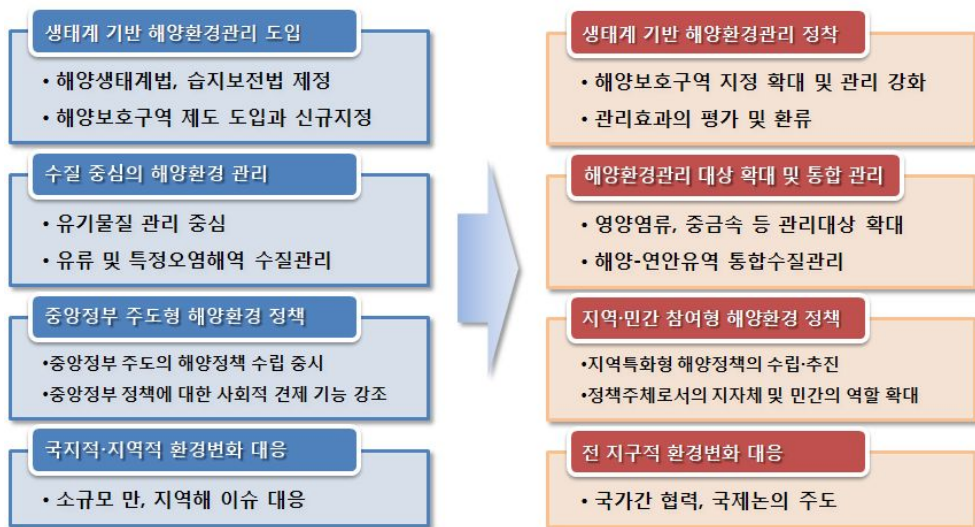 생태계 기반 해양환경관리 도입
• 해양생태계법, 습지보전법 제정
• 해양보호구역 제도 도입과 신규지정
수질 중심의 해양환경 관리
• 유기물질 관리 중심
• 유류 및 특정오염해역 수질관리
중앙정부 주도형 해양환경 정책
•중앙정부 주도의 해양정책 수립 중시
•중앙정부 정책에 대한 사회적 견제 기능 강조
국지적·지역적 환경변화 대응
• 소규모 만, 지역해 이슈 대응
생태계 기반 해양환경관리 정착
• 해양보호구역 지정 확대 및 관리 강화
• 관리효과의 평가 및 환류
해양환경관리 대상 확대 및 통합 관리
• 영양염류, 중금속 등 관리대상 확대
• 해양-연안유역 통합수질관리
지역·민간 참여형 해양환경 정책
•지역특화형 해양정책의 수립·추진
•정책주체로서의 지자체 및 민간의 역할 확대
전 지구적 환경변화 대응
• 국가간 협력, 국제논의 주도